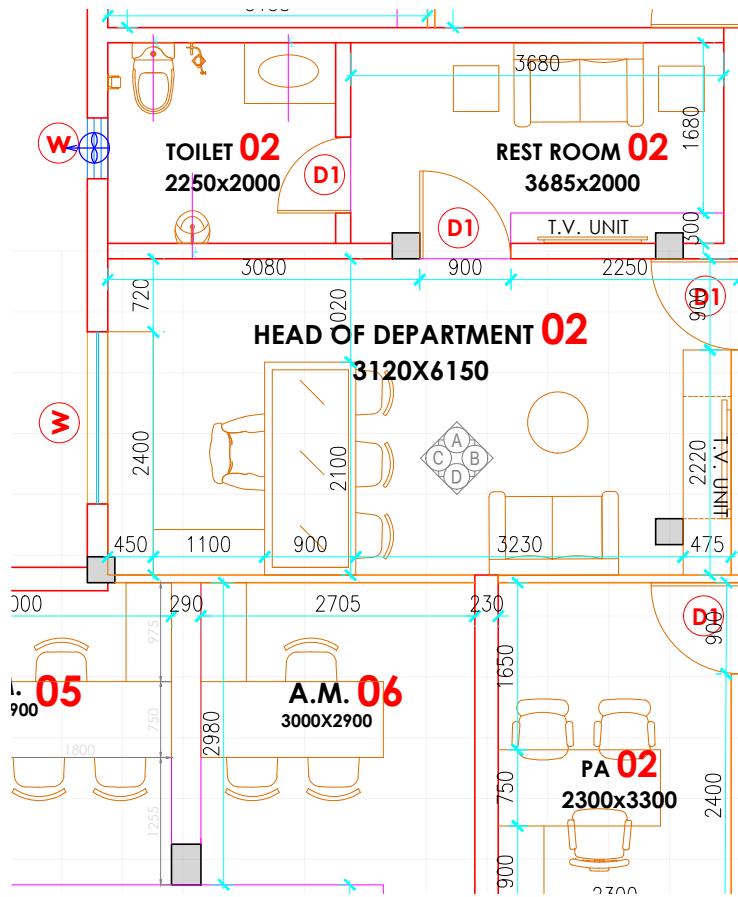 3680
W
TOILET 02
2250x2000
D1
REST ROOM 02
3685x2000
1680
D1
T.V. UNIT
300
3080
900
2250
720
1020
D1
900
HEAD OF DEPARTMENT 02
3120X6150
W
2400
2100
A
C
B
D
2220
T.V. UNIT
450
1100
900
3230
475
000
290
2705
230
D1
900
975
1650
05
900
A.M. 06
3000X2900
750
1800
2980
PA 02
2300x3300
750
2400
1255
900
2300